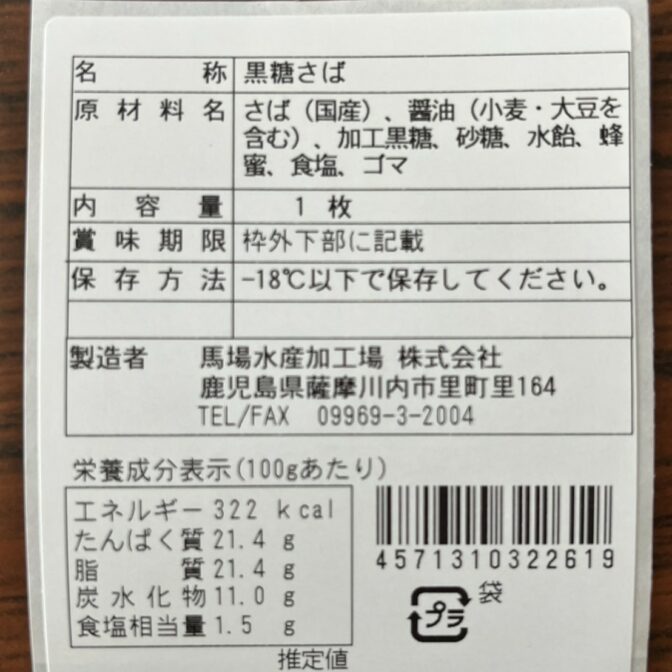 名称 黒糖さば
原材料名 さば（国産）、醤油（小麦・大豆を
含む）、加工黒糖、砂糖、水飴、蜂
蜜、食塩、ゴマ
内容量 1 枚
賞味期限 枠外下部に記載
保存方法 -18℃以下で保存してください。
製造者 馬場水産加工場 株式会社
鹿児島県薩摩川内市里町里164
TEL/FAX 09969-3-2004
栄養成分表示(100gあたり)
エネルギー 322 kcal
たんぱく質 21.4 g
脂質 21.4 g
炭水化物 11.0 g
食塩相当量 1.5 g
推定値
4571310322619
プラ
袋